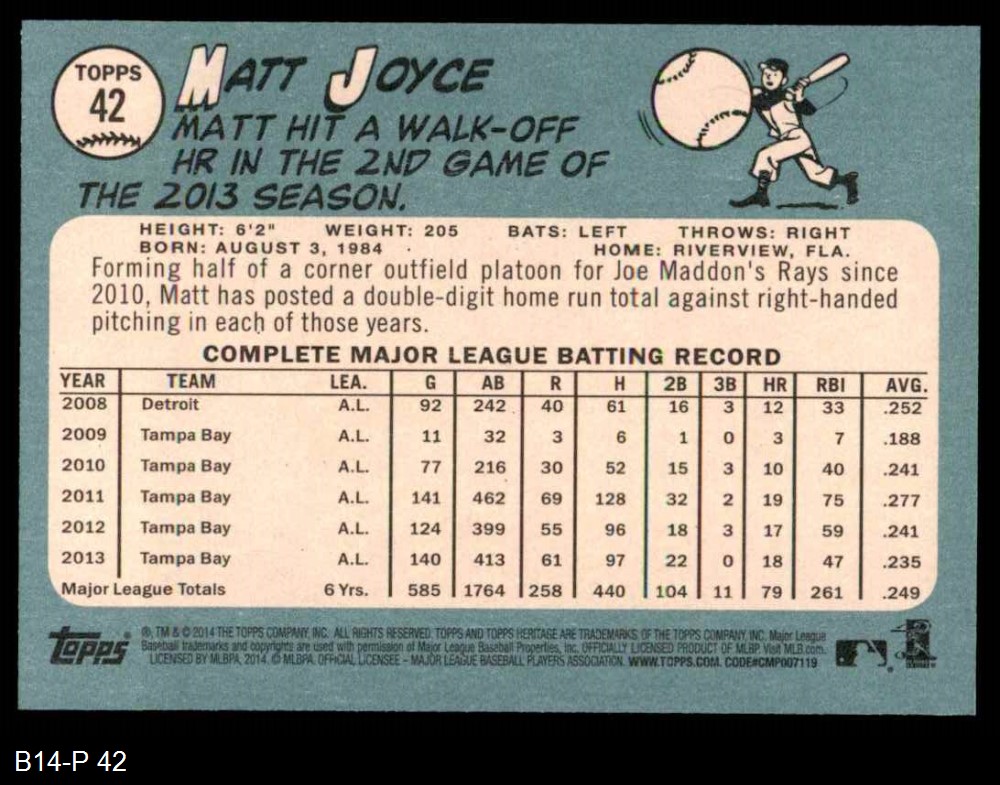 TOPPS
42
MATT JOYCE
MATT HIT A WALK-OFF
HR IN THE 2ND GAME OF
THE 2013 SEASON.
HEIGHT: 6'2" WEIGHT: 205 BATS: LEFT THROWS: RIGHT
BORN: AUGUST 3, 1984 HOME: RIVERVIEW, FLA.
Forming half of a corner outfield platoon for Joe Maddon's Rays since
2010, Matt has posted a double-digit home run total against right-handed
pitching in each of those years.
COMPLETE MAJOR LEAGUE BATTING RECORD
YEAR TEAM LEA. G AB R H 2B 3B HR RBI AVG.
2008 Detroit A.L. 92 242 40 61 16 3 12 33 .252
2009 Tampa Bay A.L. 11 32 3 6 1 0 3 7 .188
2010 Tampa Bay A.L. 77 216 30 52 15 3 10 40 .241
2011 Tampa Bay A.L. 141 462 69 128 32 2 19 75 .277
2012 Tampa Bay A.L. 124 399 55 96 18 3 17 59 .241
2013 Tampa Bay A.L. 140 413 61 97 22 0 18 47 .235
Major League Totals 6 Yrs. 585 1764 258 440 104 11 79 261 .249
Topps
®, TM & © 2014 THE TOPPS COMPANY, INC. ALL RIGHTS RESERVED. TOPPS AND TOPPS HERITAGE ARE TRADEMARKS OF THE TOPPS COMPANY, INC. Major League
Baseball trademarks and copyrights are used with permission of Major League Baseball Properties, Inc. OFFICIALLY LICENSED PRODUCT OF MLBP. Visit MLB.com.
LICENSED BY MLBPA, 2014. © MLBPA. OFFICIAL LICENSEE – MAJOR LEAGUE BASEBALL PLAYERS ASSOCIATION. WWW.TOPPS.COM. CODE#CMP007119
B14-P 42